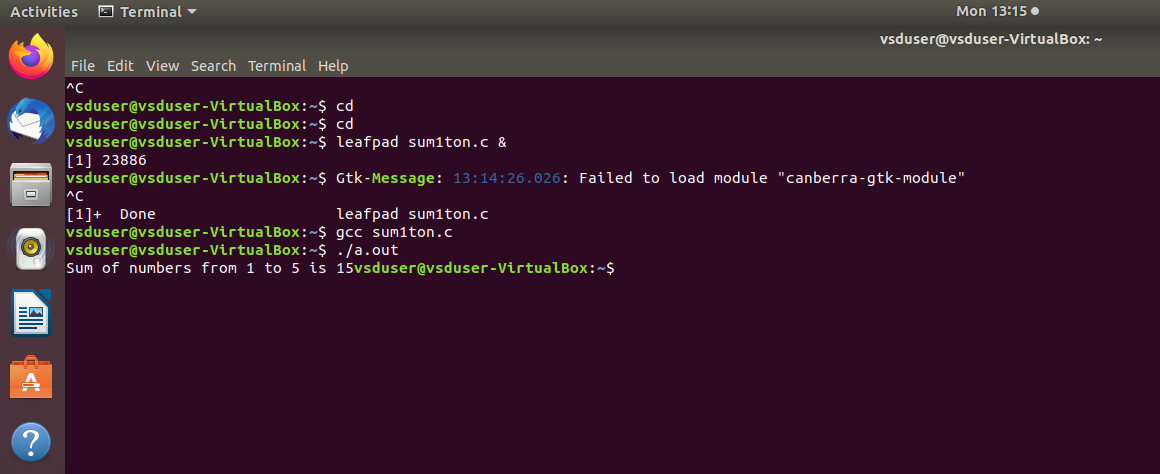 Activities Terminal Mon 13:15
vsduser@vsduser-VirtualBox: ~
File Edit View Search Terminal Help
^C
vsduser@vsduser-VirtualBox:~$ cd
vsduser@vsduser-VirtualBox:~$ cd
vsduser@vsduser-VirtualBox:~$ leafpad sum1ton.c &
[1] 23886
vsduser@vsduser-VirtualBox:~$ Gtk-Message: 13:14:26.026: Failed to load module "canberra-gtk-module"
^C
[1]+  Done                    leafpad sum1ton.c
vsduser@vsduser-VirtualBox:~$ gcc sum1ton.c
vsduser@vsduser-VirtualBox:~$ ./a.out
Sum of numbers from 1 to 5 is 15vsduser@vsduser-VirtualBox:~$